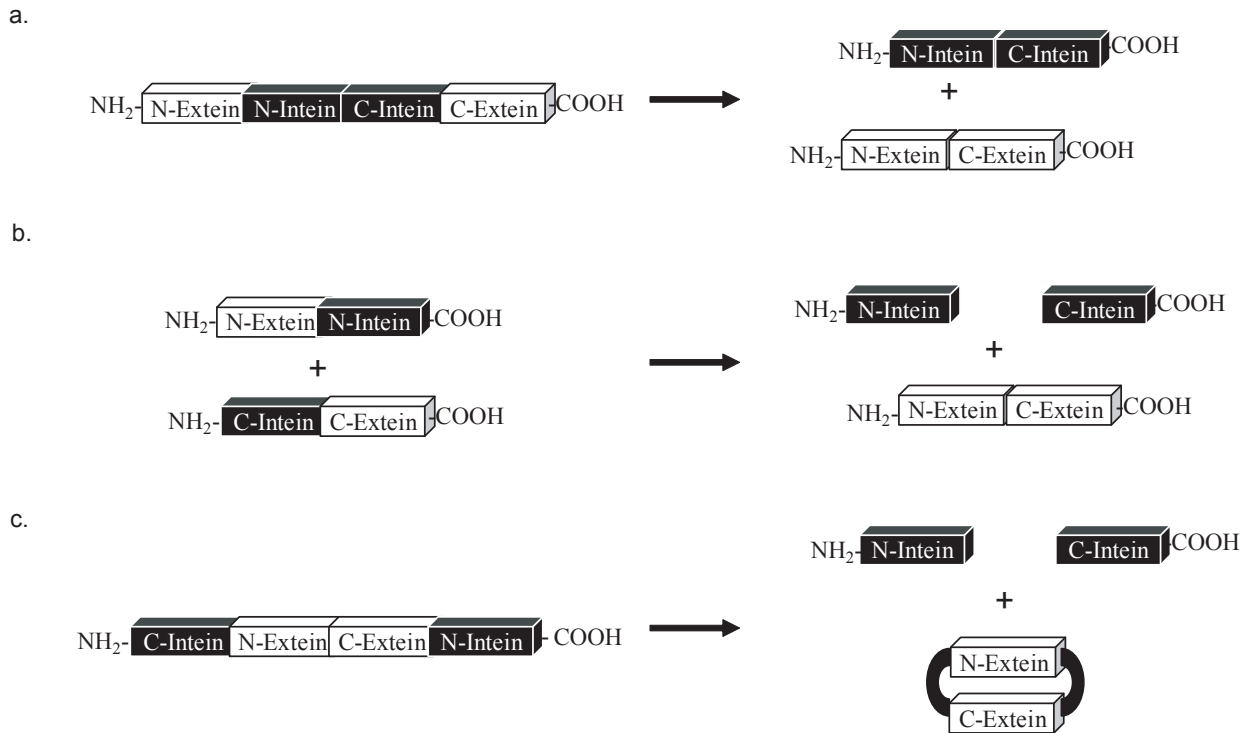 a.
NH2- N-Intein C-Intein -COOH
NH2- N-Extein N-Intein C-Intein C-Extein -COOH
+
NH2- N-Extein C-Extein -COOH
b.
NH2- N-Extein N-Intein -COOH
+
NH2- C-Intein C-Extein -COOH
NH2- N-Intein C-Intein -COOH
+
NH2- N-Extein C-Extein -COOH
c.
NH2- C-Intein N-Extein C-Extein N-Intein - COOH
NH2- N-Intein C-Intein -COOH
+
N-Extein
C-Extein